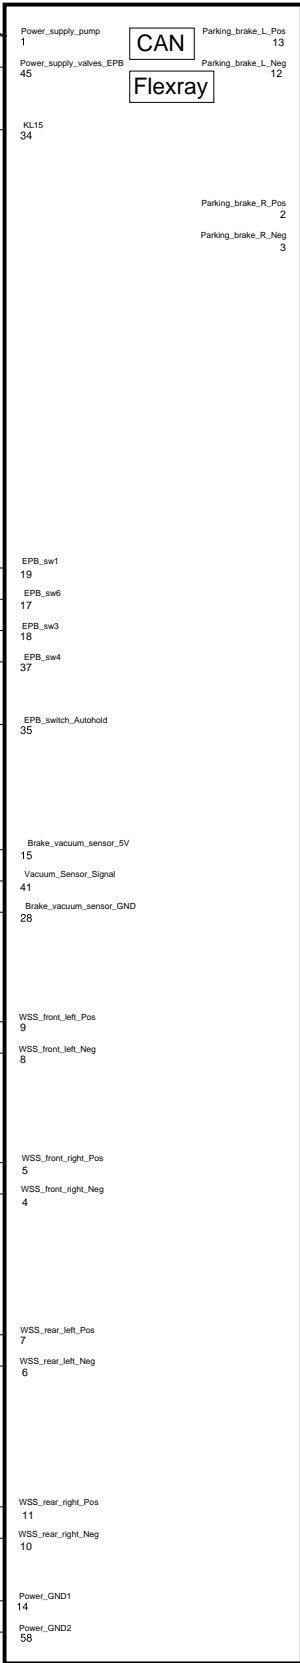 Power_supply_pump
1
CAN
Parking_brake_L_Pos
13
Power_supply_valves_EPB
45
Flexray
Parking_brake_L_Neg
12
KL15
34
Parking_brake_R_Pos
2
Parking_brake_R_Neg
3
EPB_sw1
19
EPB_sw6
17
EPB_sw3
18
EPB_sw4
37
EPB_switch_Autohold
35
Brake_vacuum_sensor_5V
15
Vacuum_Sensor_Signal
41
Brake_vacuum_sensor_GND
28
WSS_front_left_Pos
9
WSS_front_left_Neg
8
WSS_front_right_Pos
5
WSS_front_right_Neg
4
WSS_rear_left_Pos
7
WSS_rear_left_Neg
6
WSS_rear_right_Pos
11
WSS_rear_right_Neg
10
Power_GND1
14
Power_GND2
58